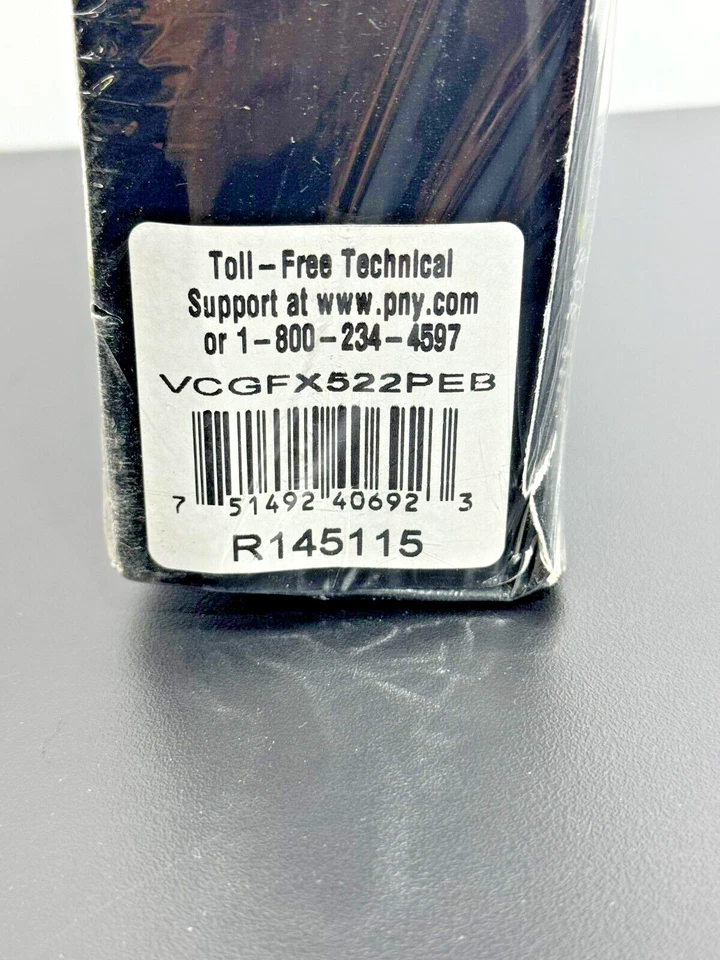 Toll-Free Technical
Support at www.pny.com
or 1-800-234-4597
VCGFX522PEB
7 51492 40692 3
R145115